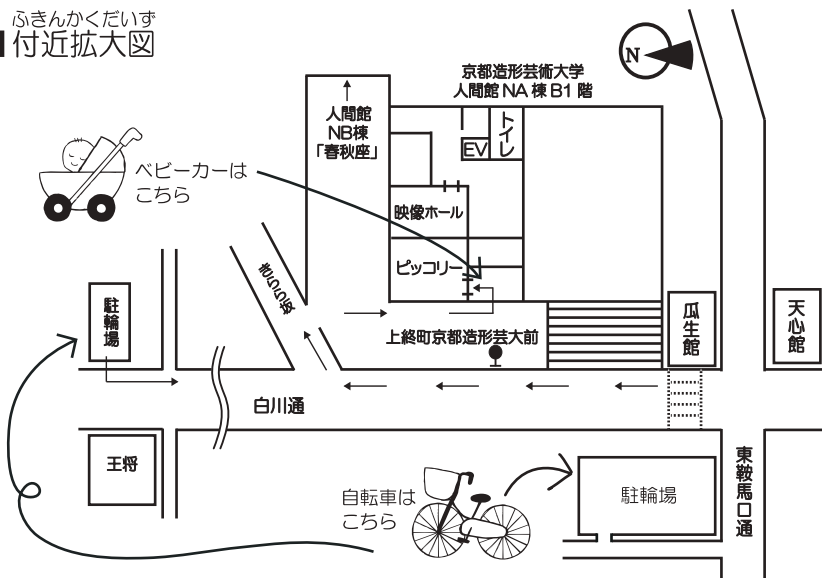 ふきんかくだいず
付近拡大図
N
京都造形芸術大学
人間館 NA 棟 B1 階
人間館
NB棟
「春秋座」
トイレ
EV
ベビーカーは
こちら
映像ホール
ピッコリー
きらら坂
駐輪場
瓜生館
天心館
上終町京都造形芸大前
白川通
王将
東鞍馬口通
自転車は
こちら
駐輪場